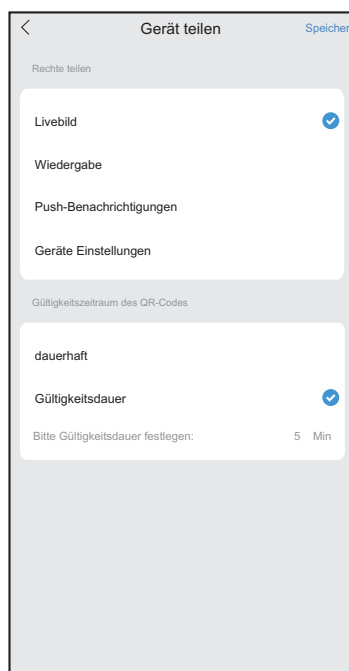 Gerät teilen Speicher
Rechte teilen
Livebild
Wiedergabe
Push-Benachrichtigungen
Geräte Einstellungen
Gültigkeitszeitraum des QR-Codes
dauerhaft
Gültigkeitsdauer
Bitte Gültigkeitsdauer festlegen: 5 Min